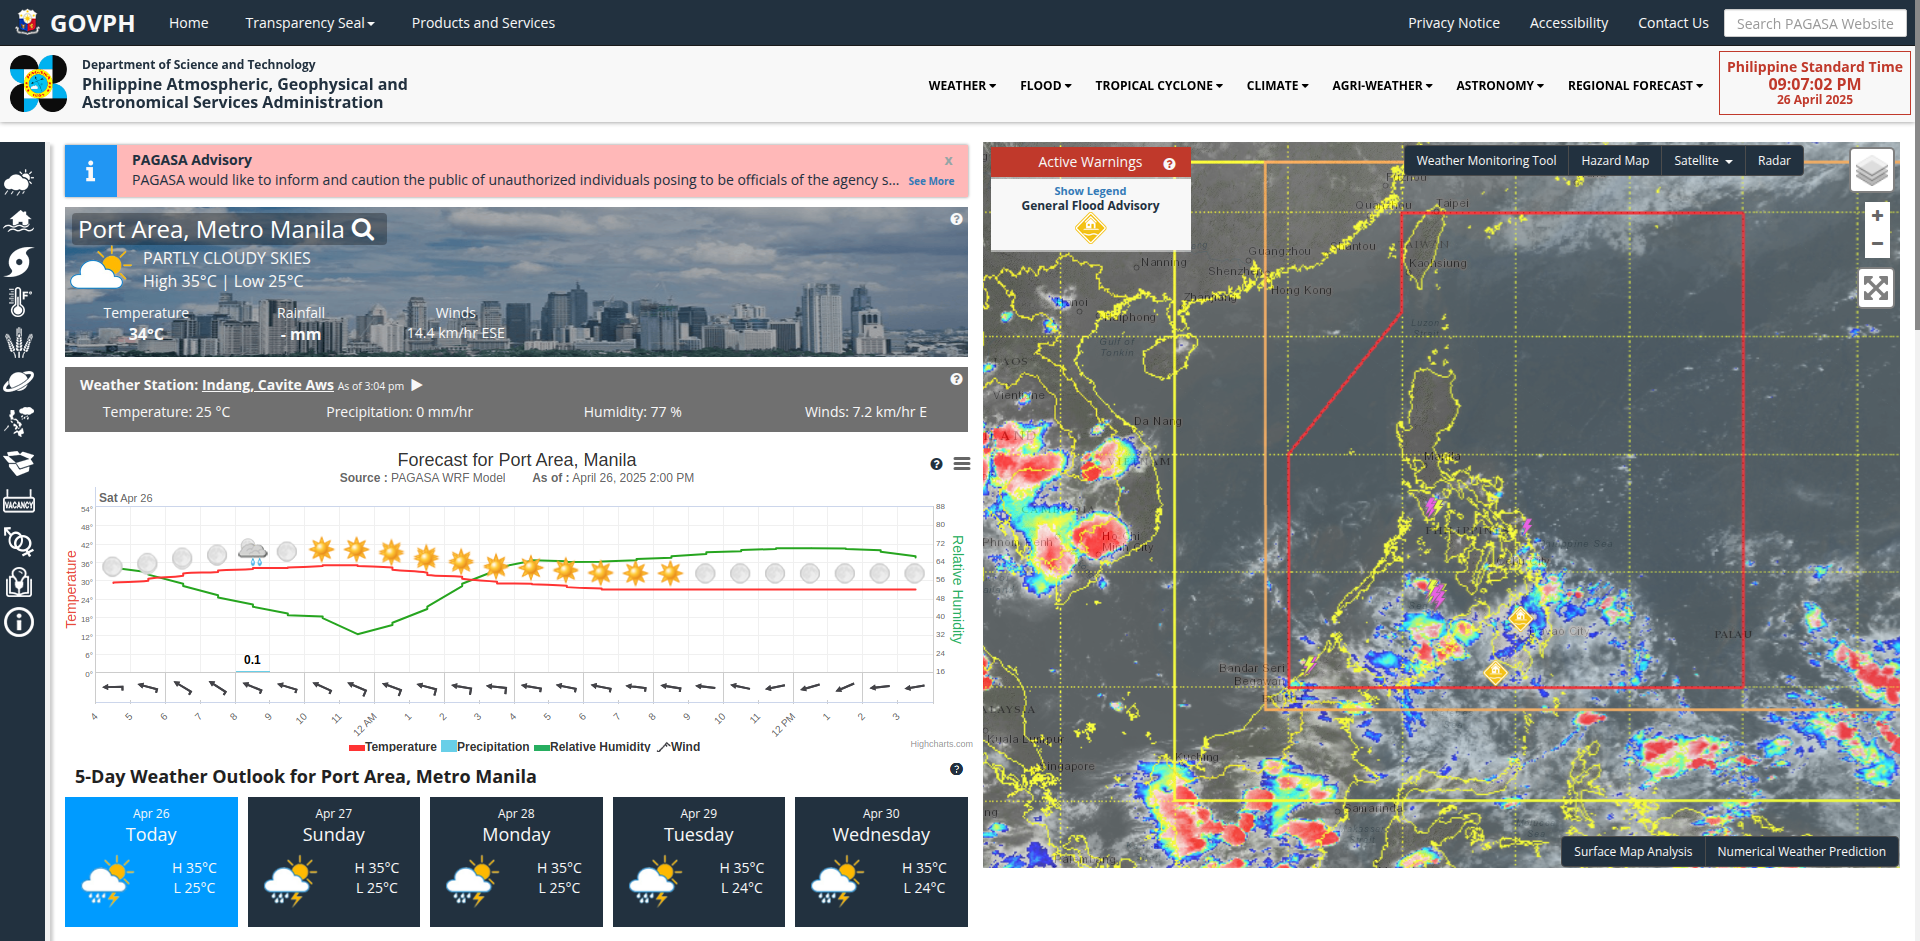 GOVPH
Home
Transparency Seal
Products and Services
Privacy Notice
Accessibility
Contact Us
Search PAGASA Website
Department of Science and Technology
Philippine Atmospheric, Geophysical and
Astronomical Services Administration
WEATHER
FLOOD
TROPICAL CYCLONE
CLIMATE
AGRI-WEATHER
ASTRONOMY
REGIONAL FORECAST
Philippine Standard Time
09:07:02 PM
26 April 2025
VACANCY
PAGASA Advisory
x
PAGASA would like to inform and caution the public of unauthorized individuals posing to be officials of the agency s... See More
Port Area, Metro Manila
PARTLY CLOUDY SKIES
High 35°C | Low 25°C
Temperature
34°C
Rainfall
- mm
Winds
14.4 km/hr ESE
Weather Station: Indang, Cavite Aws As of 3:04 pm
Temperature: 25 °C
Precipitation: 0 mm/hr
Humidity: 77 %
Winds: 7.2 km/hr E
Forecast for Port Area, Manila
Source : PAGASA WRF Model As of : April 26, 2025 2:00 PM
Sat Apr 26
Temperature
54°
48°
42°
36°
30°
24°
18°
12°
6°
0°
88
80
72
64
56
48
40
32
24
16
Relative Humidity
0.1
4 5 6 7 8 9 10 11 12 AM 1 2 3 4 5 6 7 8 9 10 11 12 PM 1 2 3
Temperature Precipitation Relative Humidity Wind
Highcharts.com
5-Day Weather Outlook for Port Area, Metro Manila
Apr 26
Today
H 35°C
L 25°C
Apr 27
Sunday
H 35°C
L 25°C
Apr 28
Monday
H 35°C
L 25°C
Apr 29
Tuesday
H 35°C
L 24°C
Apr 30
Wednesday
H 35°C
L 24°C
Active Warnings
Show Legend
General Flood Advisory
Weather Monitoring Tool
Hazard Map
Satellite
Radar
+
−
Taipei
Guangzhou
Shantou
Nanning
Shenzhen
Kaohsiung
Hong Kong
Zhanjiang
Hanoi
Haiphong
Gulf of
Tonkin
LAOS
Vientiane
Da Nang
VIETNAM
Manila
Ho Chi
Minh City
Davao City
PALAU
Bandar Seri
Begawan
Kuala Lumpur
Singapore
Kuching
Samarinda
Surface Map Analysis
Numerical Weather Prediction